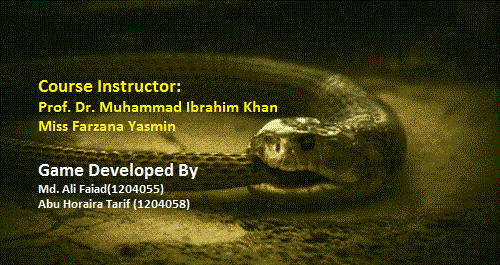 Course Instructor:
Prof. Dr. Muhammad Ibrahim Khan
Miss Farzana Yasmin
Game Developed By
Md. Ali Faiad(1204055)
Abu Horaira Tarif (1204058)